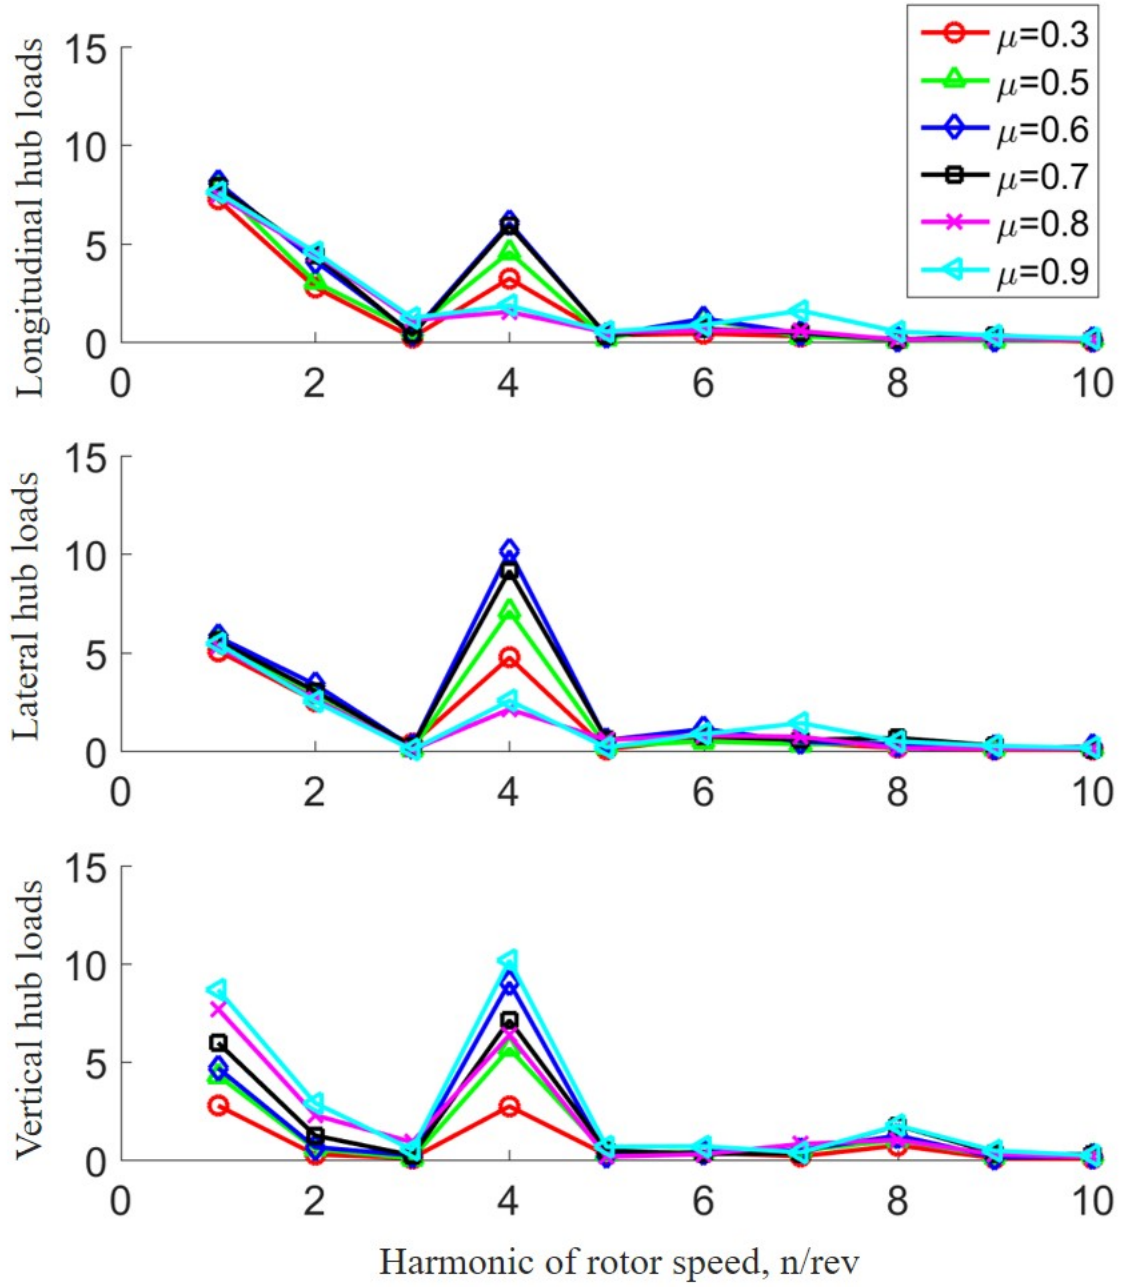 Longitudinal hub loads
15
10
5
0
0 2 4 6 8 10
μ=0.3
μ=0.5
μ=0.6
μ=0.7
μ=0.8
μ=0.9
Lateral hub loads
15
10
5
0
0 2 4 6 8 10
Vertical hub loads
15
10
5
0
0 2 4 6 8 10
Harmonic of rotor speed, n/rev